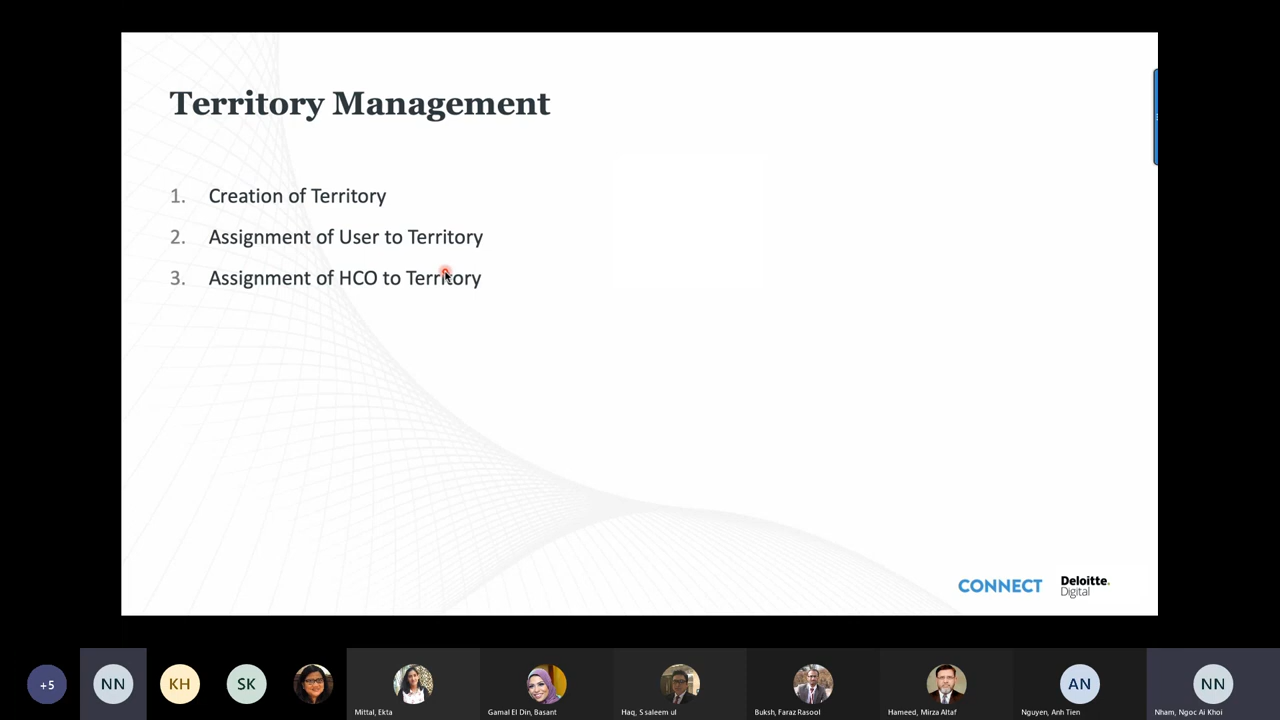 Territory Management
1. Creation of Territory
2. Assignment of User to Territory
3. Assignment of HCO to Territory
CONNECT
Deloitte.
Digital
+5
NN
KH
SK
Mittal, Ekta
Gamal El Din, Basant
Haq, S saleem ul
Buksh, Faraz Rasool
Hameed, Mirza Altaf
AN
Nguyen, Anh Tien
NN
Nham, Ngoc Ai Khoi